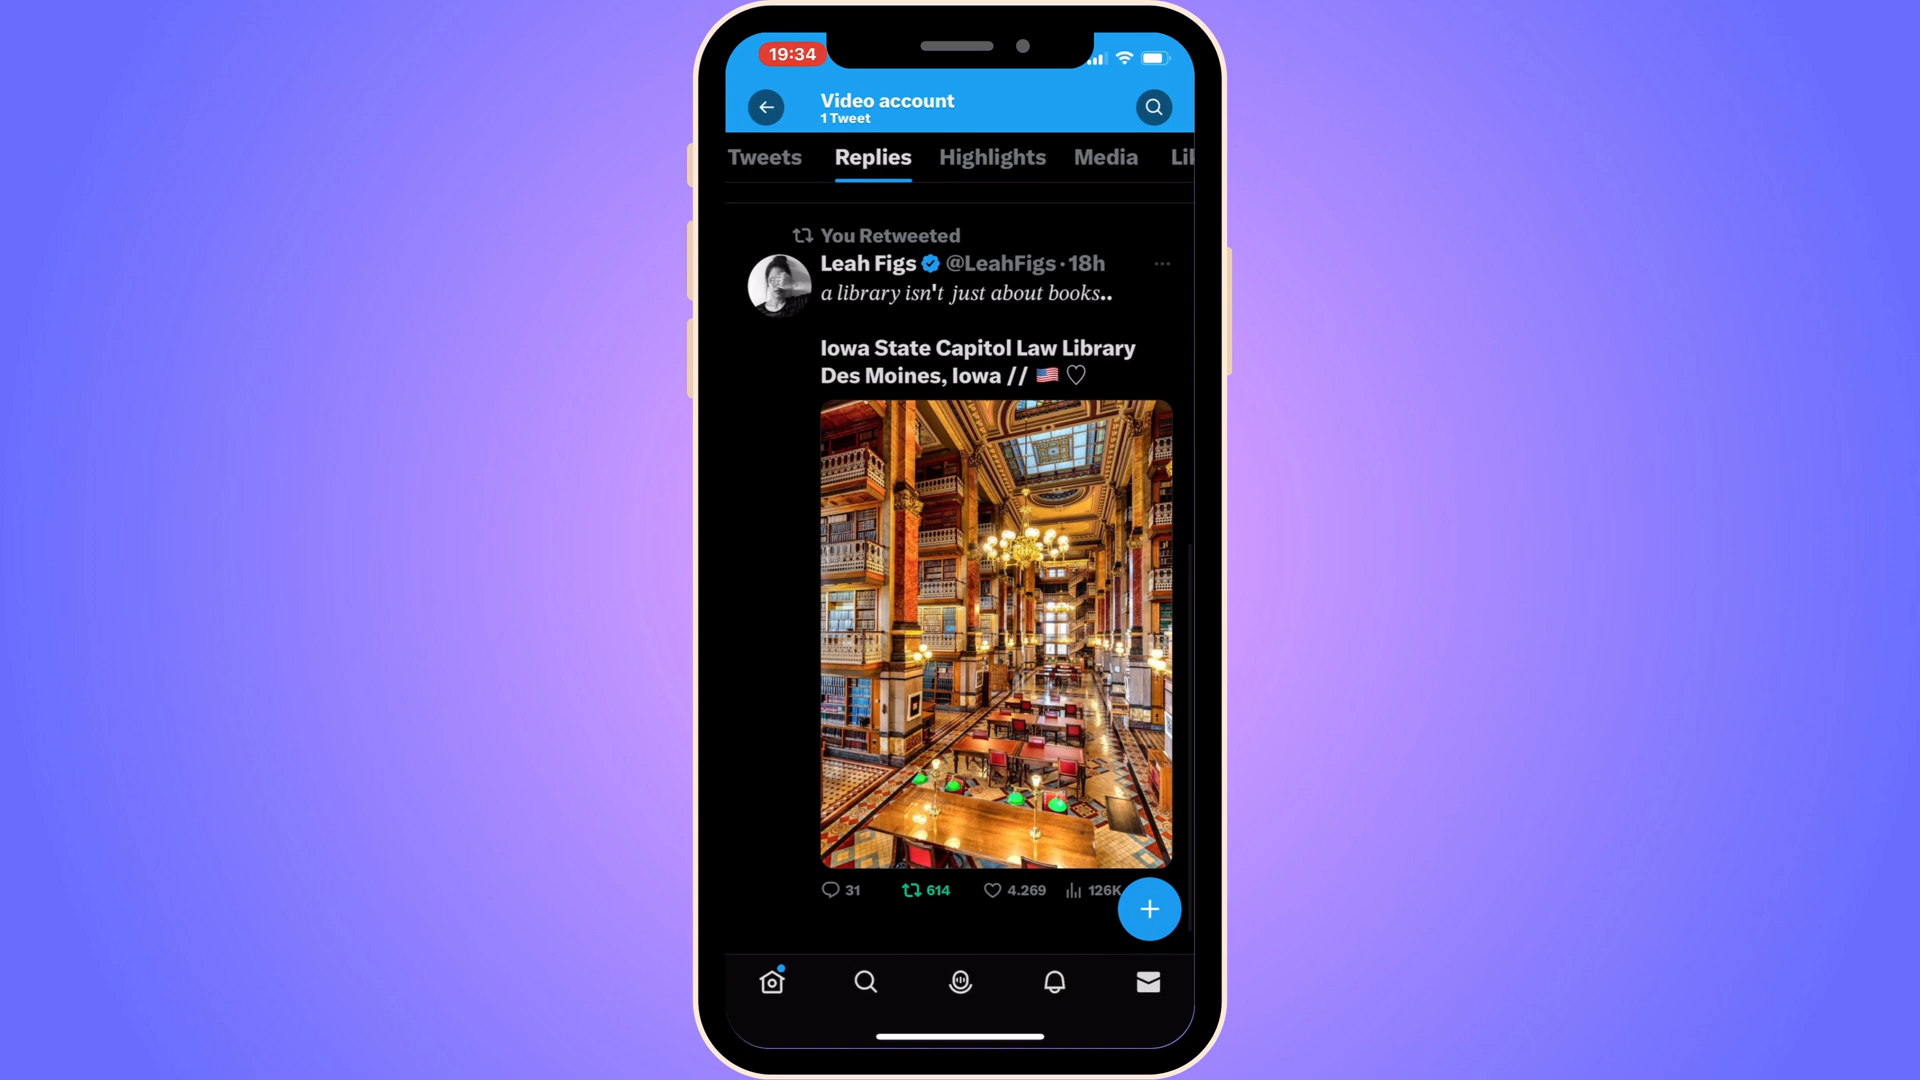 19:34
Video account
1 Tweet
Tweets Replies Highlights Media Lik
You Retweeted
Leah Figs @LeahFigs · 18h
a library isn't just about books..
Iowa State Capitol Law Library
Des Moines, Iowa // 🇺🇸 ♡
31 614 4.269 126K